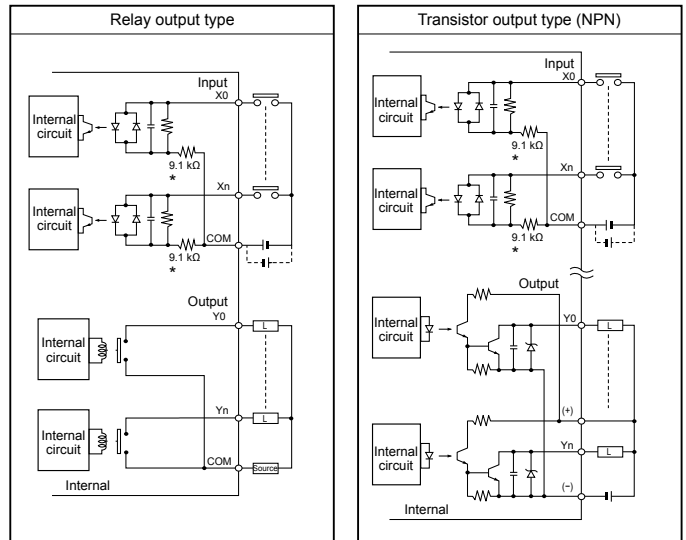 Relay output type
Input
X0
Internal
circuit
9.1 kΩ
*
Xn
Internal
circuit
COM
9.1 kΩ
*
Output
Y0
L
Internal
circuit
Yn
L
Internal
circuit
COM
Source
Internal
Transistor output type (NPN)
Input
X0
Internal
circuit
9.1 kΩ
*
Xn
Internal
circuit
COM
9.1 kΩ
*
Output
Y0
L
Internal
circuit
(+)
Yn
L
Internal
circuit
(−)
Internal